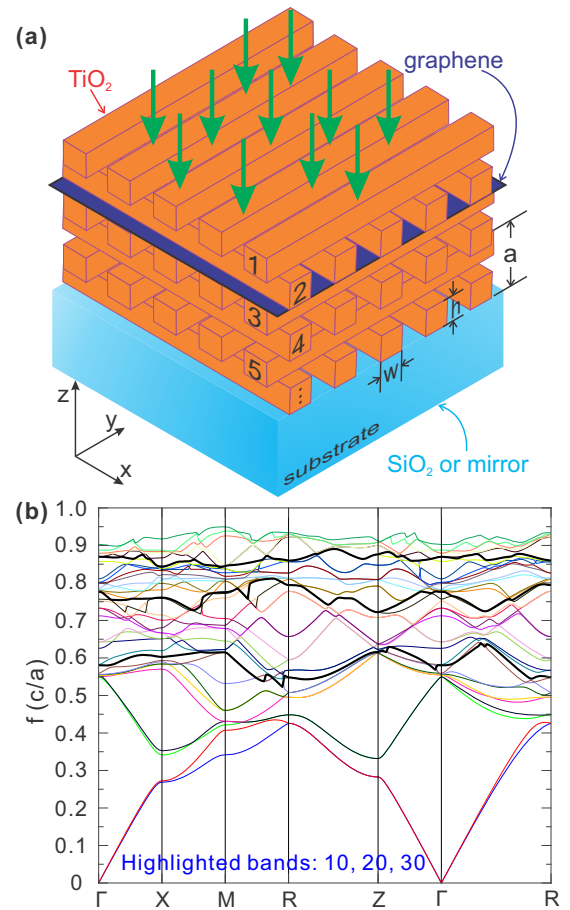 (a)
graphene
TiO₂
1
2
3
4
5
⋮
a
h
w
z
y
x
substrate
SiO₂ or mirror
(b)
1.0
0.9
0.8
0.7
0.6
0.5
0.4
0.3
0.2
0.1
0
f (c/a)
Highlighted bands: 10, 20, 30
Γ X M R Z Γ R